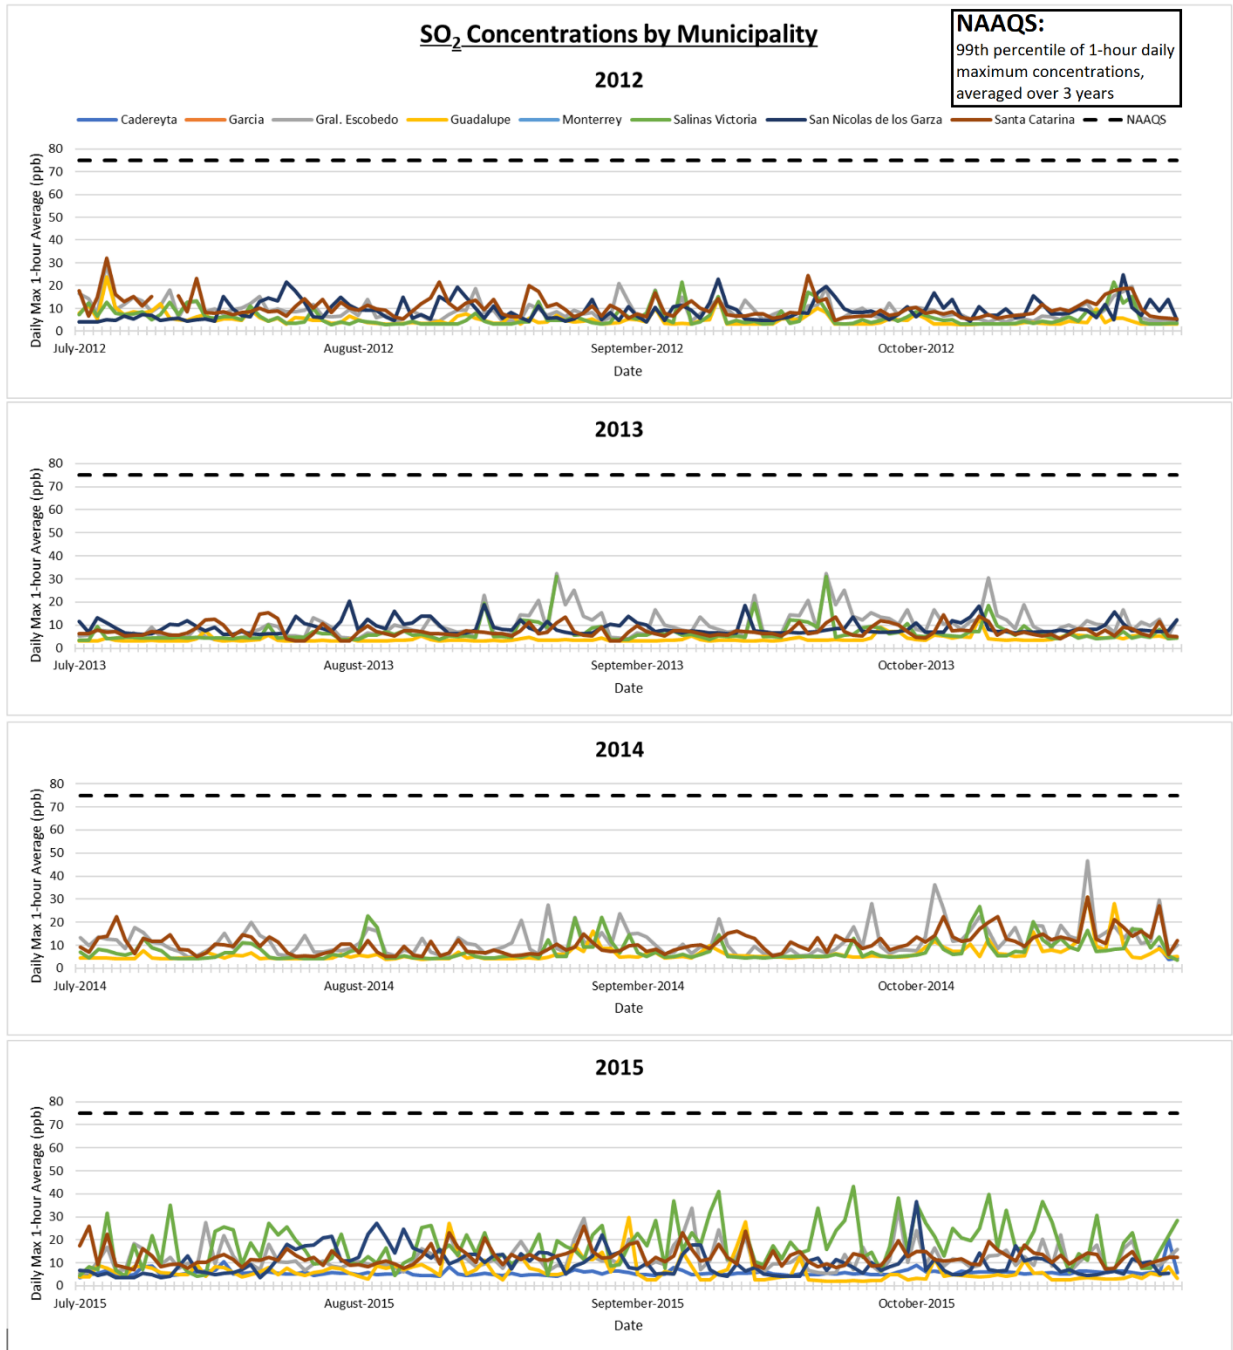 SO2 Concentrations by Municipality
NAAQS:
99th percentile of 1-hour daily
maximum concentrations,
averaged over 3 years
2012
Cadereyta Garcia Gral. Escobedo Guadalupe Monterrey Salinas Victoria San Nicolas de los Garza Santa Catarina NAAQS
Daily Max 1-hour Average (ppb)
80
70
60
50
40
30
20
10
0
July-2012 August-2012 September-2012 October-2012
Date
2013
Daily Max 1-hour Average (ppb)
80
70
60
50
40
30
20
10
0
July-2013 August-2013 September-2013 October-2013
Date
2014
Daily Max 1-hour Average (ppb)
80
70
60
50
40
30
20
10
0
July-2014 August-2014 September-2014 October-2014
Date
2015
Daily Max 1-hour Average (ppb)
80
70
60
50
40
30
20
10
0
July-2015 August-2015 September-2015 October-2015
Date